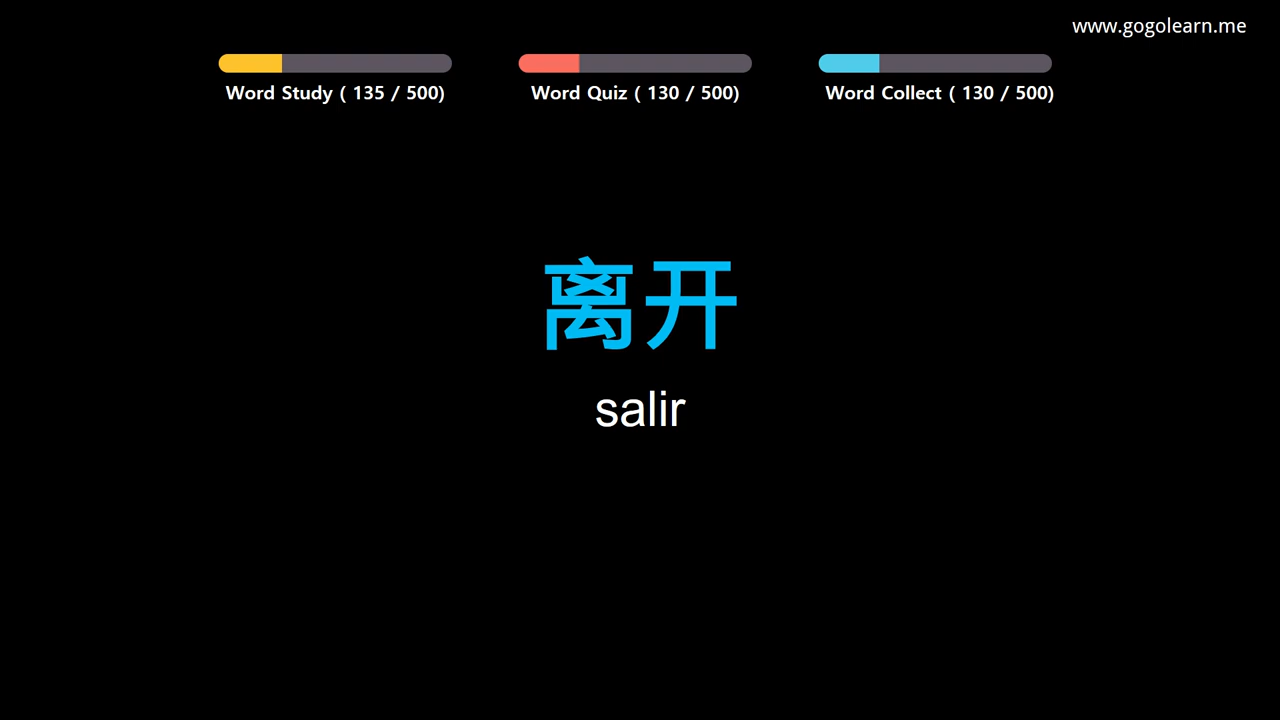 www.gogolearn.me
Word Study ( 135 / 500)
Word Quiz ( 130 / 500)
Word Collect ( 130 / 500)
离开
salir